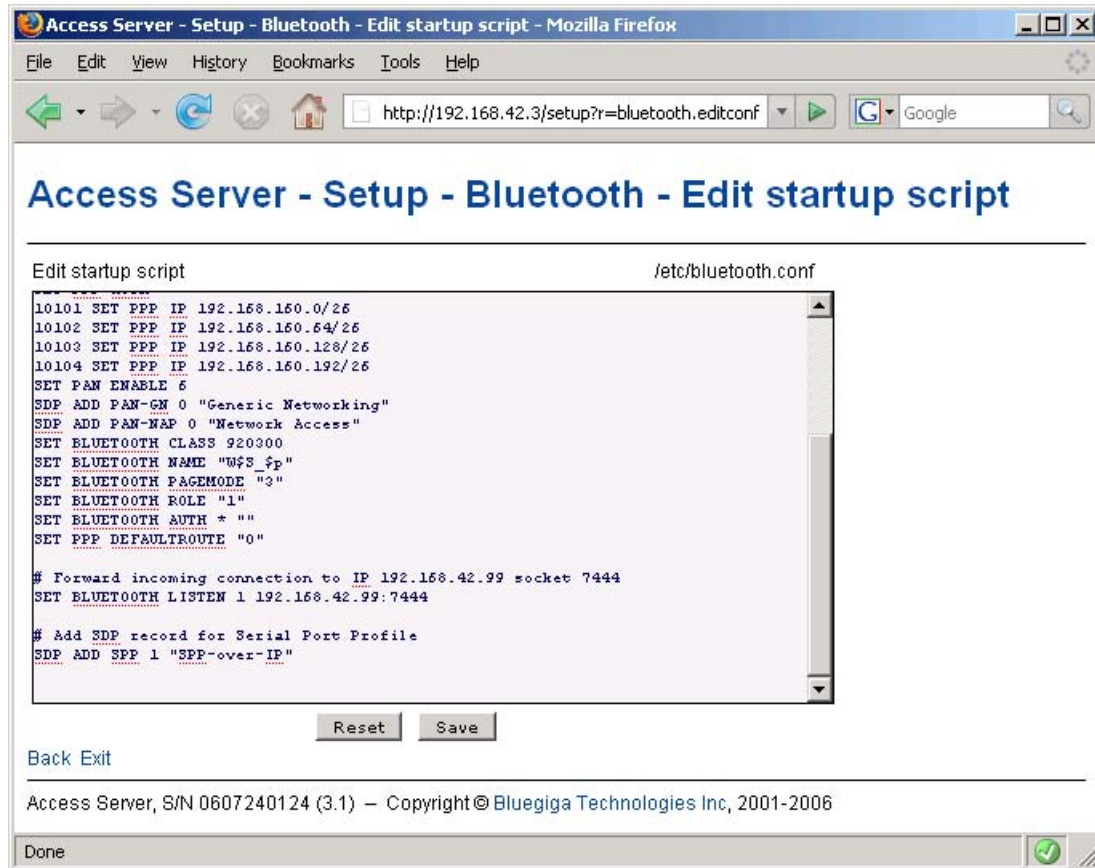 Access Server - Setup - Bluetooth - Edit startup script - Mozilla Firefox
File Edit View History Bookmarks Tools Help
http://192.168.42.3/setup?r=bluetooth.editconf G Google
Access Server - Setup - Bluetooth - Edit startup script
Edit startup script /etc/bluetooth.conf
10101 SET PPP IP 192.168.160.0/26
10102 SET PPP IP 192.168.160.64/26
10103 SET PPP IP 192.168.160.128/26
10104 SET PPP IP 192.168.160.192/26
SET PAN ENABLE 6
SDP ADD PAN-GN 0 "Generic Networking"
SDP ADD PAN-NAP 0 "Network Access"
SET BLUETOOTH CLASS 920300
SET BLUETOOTH NAME "W$S_$p"
SET BLUETOOTH PAGEMODE "3"
SET BLUETOOTH ROLE "1"
SET BLUETOOTH AUTH * ""
SET PPP DEFAULTROUTE "0"
# Forward incoming connection to IP 192.168.42.99 socket 7444
SET BLUETOOTH LISTEN 1 192.168.42.99:7444
# Add SDP record for Serial Port Profile
SDP ADD SPP 1 "SPP-over-IP"
Reset Save
Back Exit
Access Server, S/N 0607240124 (3.1) – Copyright © Bluegiga Technologies Inc, 2001-2006
Done